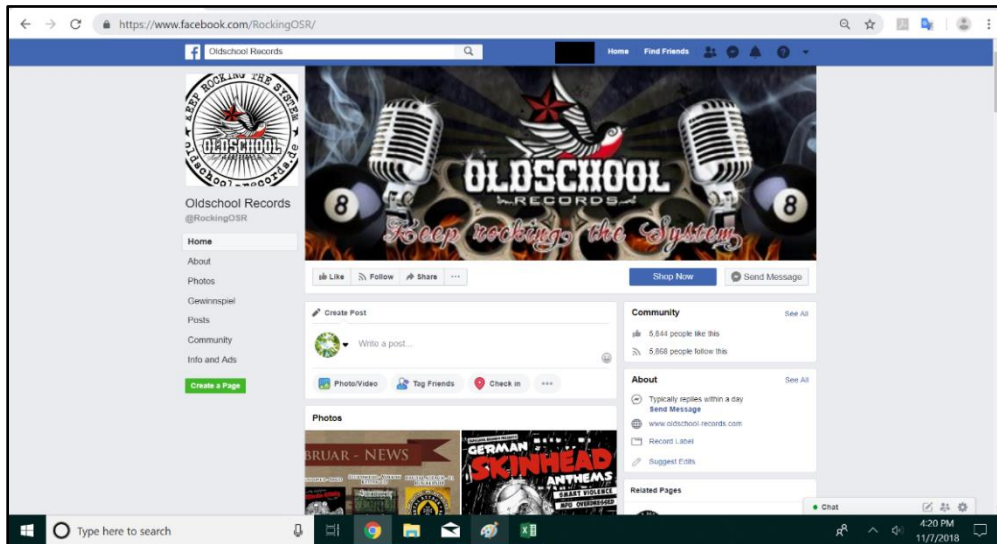 https://www.facebook.com/RockingOSR/
Oldschool Records
Home Find Friends
KEEP ROCKING THE SYSTEM
OLDSCHOOL
oldschool-records.de
Oldschool Records
@RockingOSR
Home
About
Photos
Gewinnspiel
Posts
Community
Info and Ads
Create a Page
OLDSCHOOL
RECORDS
Keep rocking the System
8
8
Like Follow Share ...
Shop Now Send Message
Create Post
Write a post...
Photo/Video Tag Friends Check in ...
Photos
BRUAR - NEWS
GERMAN
SKINHEAD
ANTHEMS
SMART VIOLENCE
Community See All
5,844 people like this
5,868 people follow this
About See All
Typically replies within a day
Send Message
www.oldschool-records.com
Record Label
Suggest Edits
Related Pages
Chat
Type here to search
4:20 PM
11/7/2018